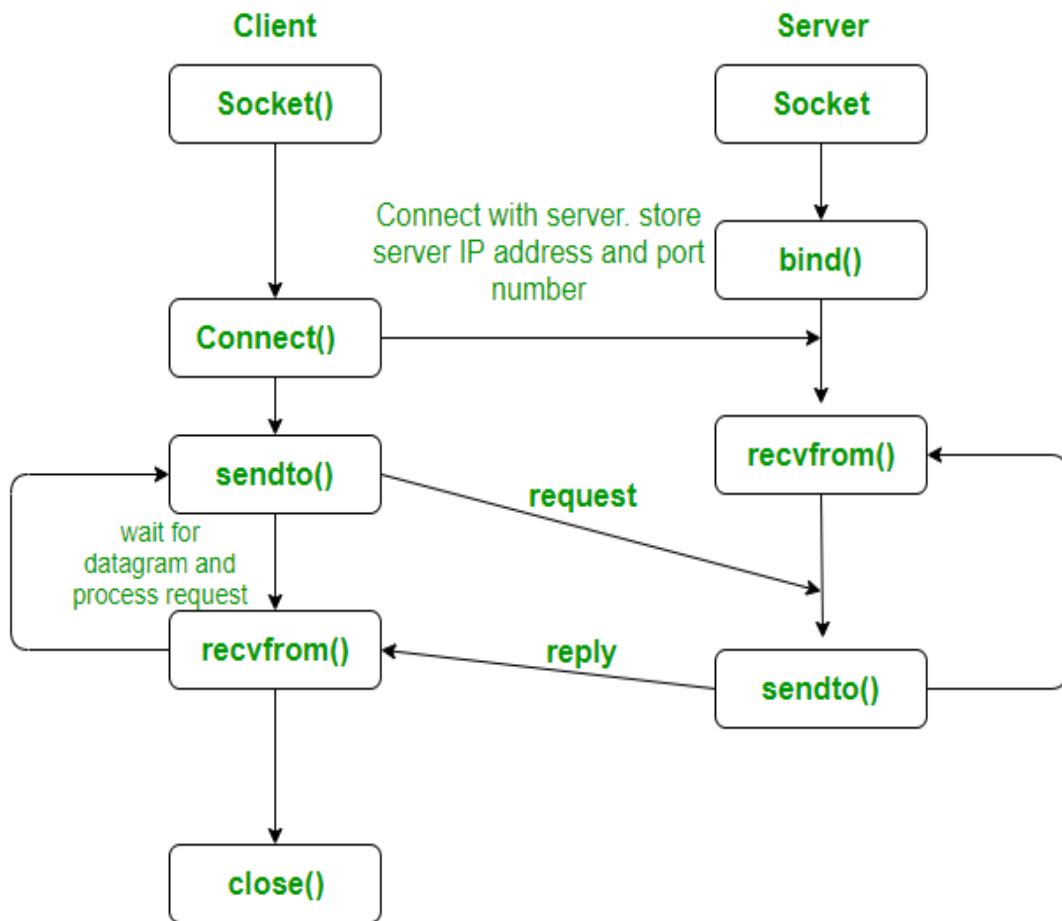 Client
Server
Socket()
Socket
Connect with server. store
server IP address and port
number
bind()
Connect()
sendto()
recvfrom()
request
wait for
datagram and
process request
recvfrom()
reply
sendto()
close()